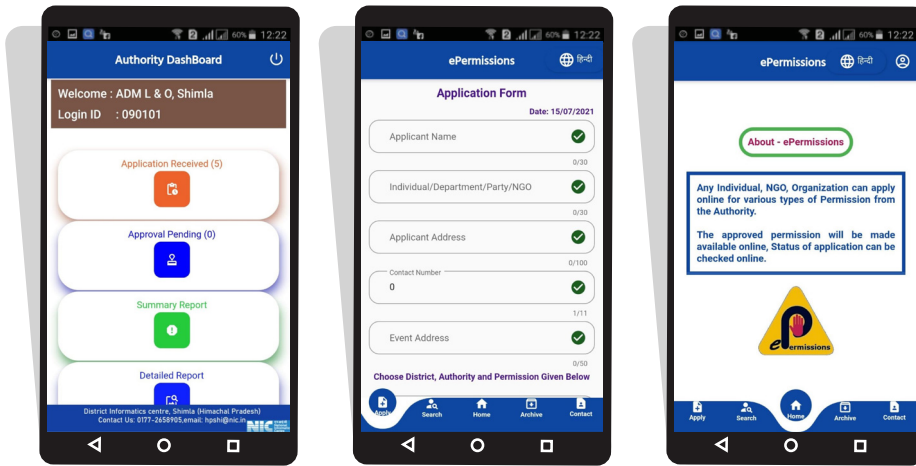 12:22
60%
2
Authority DashBoard
Welcome : ADM L & O, Shimla
Login ID : 090101
Application Received (5)
Approval Pending (0)
Summary Report
Detailed Report
District Informatics centre, Shimla (Himachal Pradesh)
Contact Us: 0177-2658905,email: hpshi@nic.in
NIC
2
60%
12:22
ePermissions
हिन्दी
Application Form
Date: 15/07/2021
Applicant Name
0/30
Individual/Department/Party/NGO
0/30
Applicant Address
0/100
Contact Number
0
1/11
Event Address
0/50
Choose District, Authority and Permission Given Below
Apply
Search
Home
Archive
Contact
2
60%
12:22
ePermissions
हिन्दी
About - ePermissions
Any Individual, NGO, Organization can apply
online for various types of Permission from
the Authority.
The approved permission will be made
available online, Status of application can be
checked online.
ePermissions
Apply
Search
Home
Archive
Contact